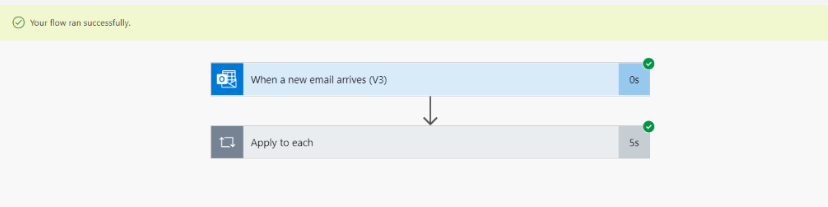 Your flow ran successfully.
When a new email arrives (V3)
0s
Apply to each
5s